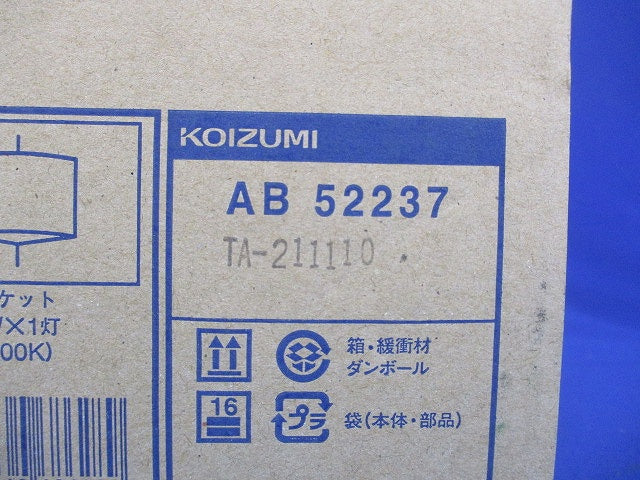 KOIZUMI
AB 52237
TA-211110
ケット
×1灯
00K)
箱・緩衝材
ダンボール
16
プラ
袋(本体・部品)